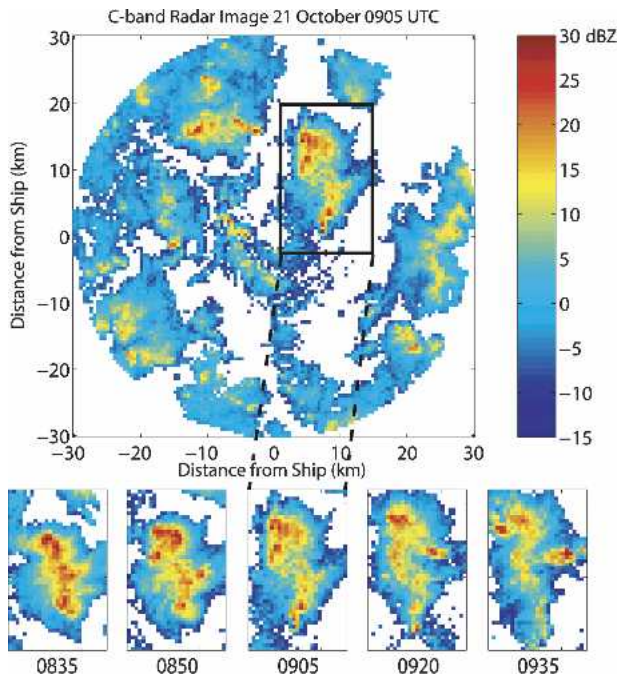 C-band Radar Image 21 October 0905 UTC
Distance from Ship (km)
30
20
10
0
−10
−20
−30
−30 −20 −10 0 10 20 30
Distance from Ship (km)
30 dBZ
25
20
15
10
5
0
−5
−10
−15
0835 0850 0905 0920 0935